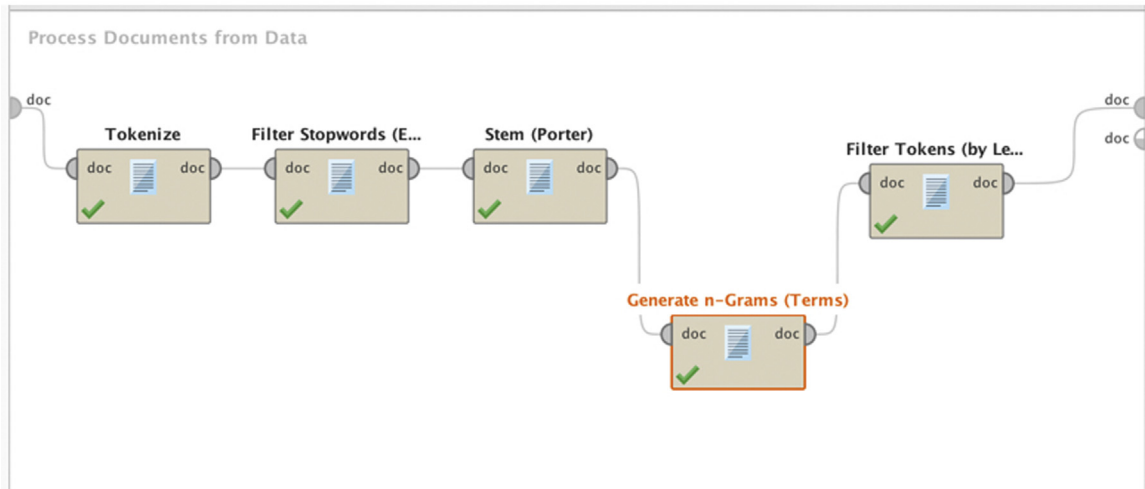 Process Documents from Data
doc
doc
doc
Tokenize
Filter Stopwords (E...
Stem (Porter)
Filter Tokens (by Le...
doc
doc
doc
doc
doc
doc
doc
doc
Generate n-Grams (Terms)
doc
doc